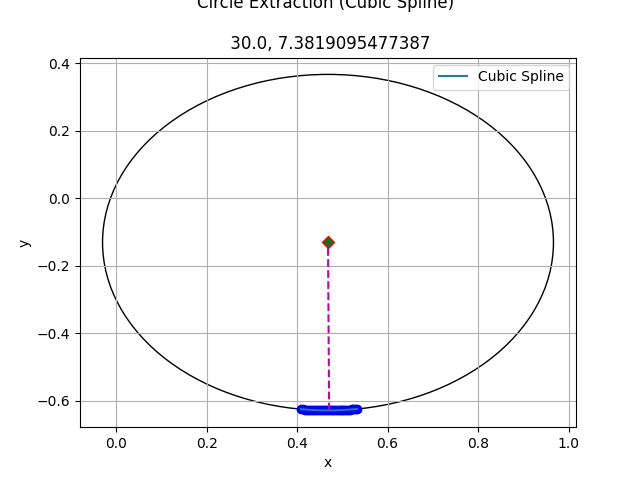 Circle Extraction (Cubic Spline)
30.0, 7.3819095477387
Cubic Spline
0.4
0.2
0.0
−0.2
−0.4
−0.6
y
0.0 0.2 0.4 0.6 0.8 1.0
x